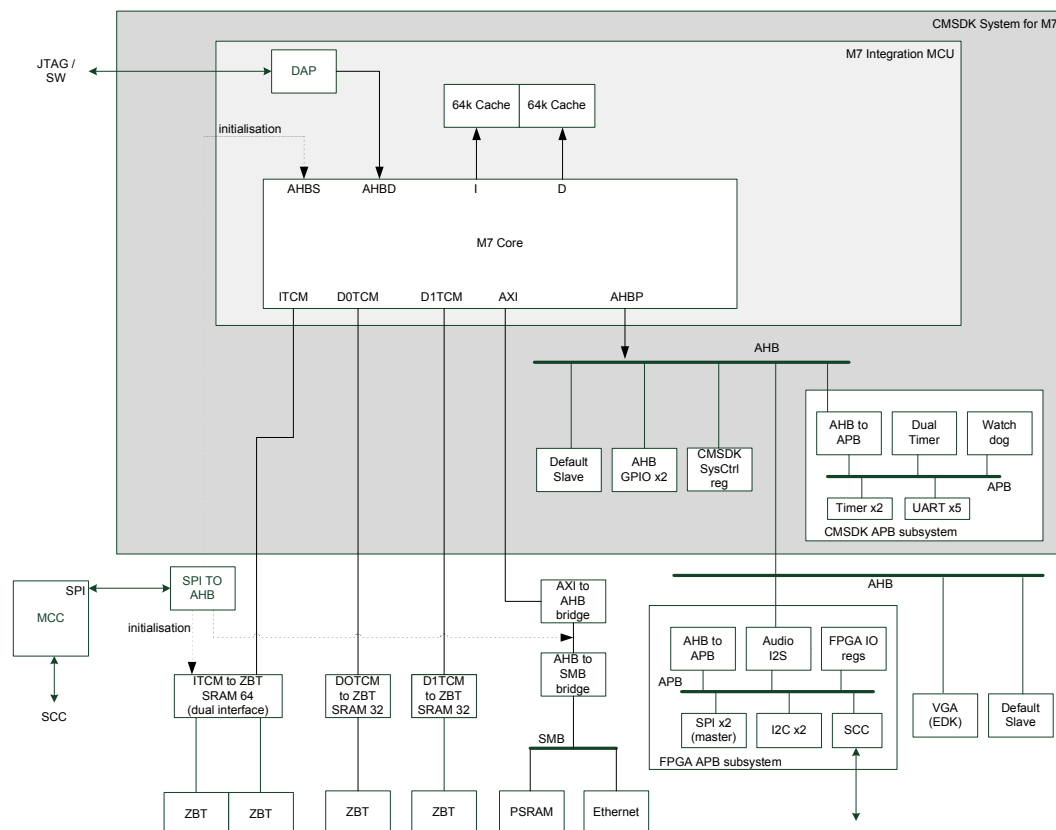 CMSDK System for M7
M7 Integration MCU
JTAG /
SW
DAP
64k Cache
64k Cache
initialisation
AHBS
AHBD
I
D
M7 Core
ITCM
D0TCM
D1TCM
AXI
AHBP
AHB
Default
Slave
AHB
GPIO x2
CMSDK
SysCtrl
reg
AHB to
APB
Dual
Timer
Watch
dog
APB
Timer x2
UART x5
CMSDK APB subsystem
SPI
MCC
SPI TO
AHB
initialisation
SCC
AXI to
AHB
bridge
AHB to
SMB
bridge
ITCM to ZBT
SRAM 64
(dual interface)
DOTCM
to ZBT
SRAM 32
D1TCM
to ZBT
SRAM 32
SMB
ZBT
ZBT
ZBT
ZBT
PSRAM
Ethernet
AHB
AHB to
APB
Audio
I2S
FPGA IO
regs
APB
SPI x2
(master)
I2C x2
SCC
FPGA APB subsystem
VGA
(EDK)
Default
Slave